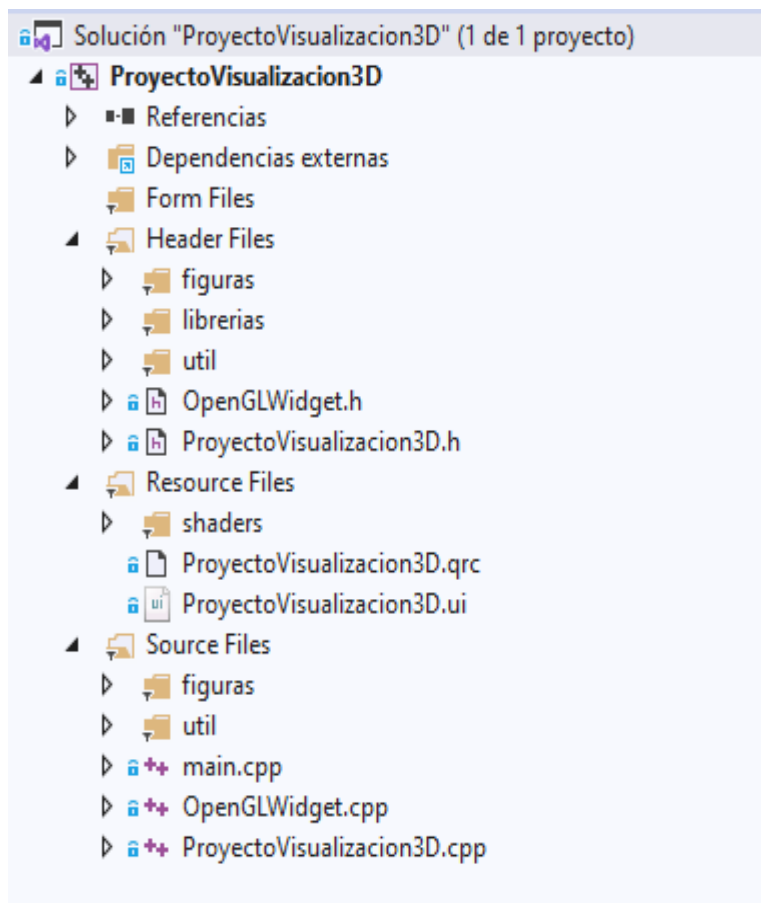 Solución "ProyectoVisualizacion3D" (1 de 1 proyecto)
ProyectoVisualizacion3D
Referencias
Dependencias externas
Form Files
Header Files
figuras
librerias
util
OpenGLWidget.h
ProyectoVisualizacion3D.h
Resource Files
shaders
ProyectoVisualizacion3D.qrc
ProyectoVisualizacion3D.ui
Source Files
figuras
util
main.cpp
OpenGLWidget.cpp
ProyectoVisualizacion3D.cpp